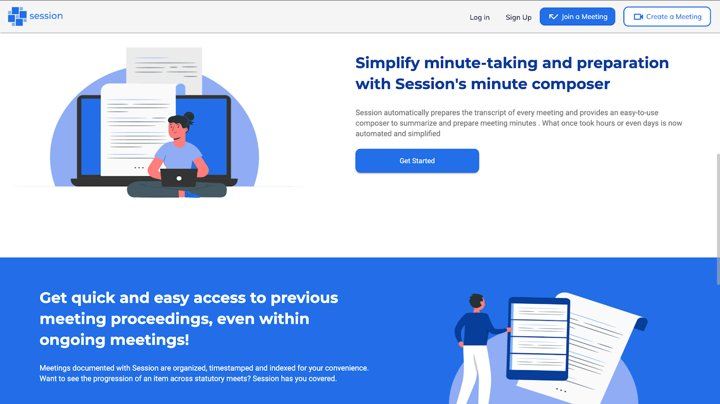 session
Log in
Sign Up
Join a Meeting
Create a Meeting
Simplify minute-taking and preparation
with Session's minute composer
Session automatically prepares the transcript of every meeting and provides an easy-to-use
composer to summarize and prepare meeting minutes . What once took hours or even days is now
automated and simplified
Get Started
Get quick and easy access to previous
meeting proceedings, even within
ongoing meetings!
Meetings documented with Session are organized, timestamped and indexed for your convenience.
Want to see the progression of an item across statutory meets? Session has you covered.